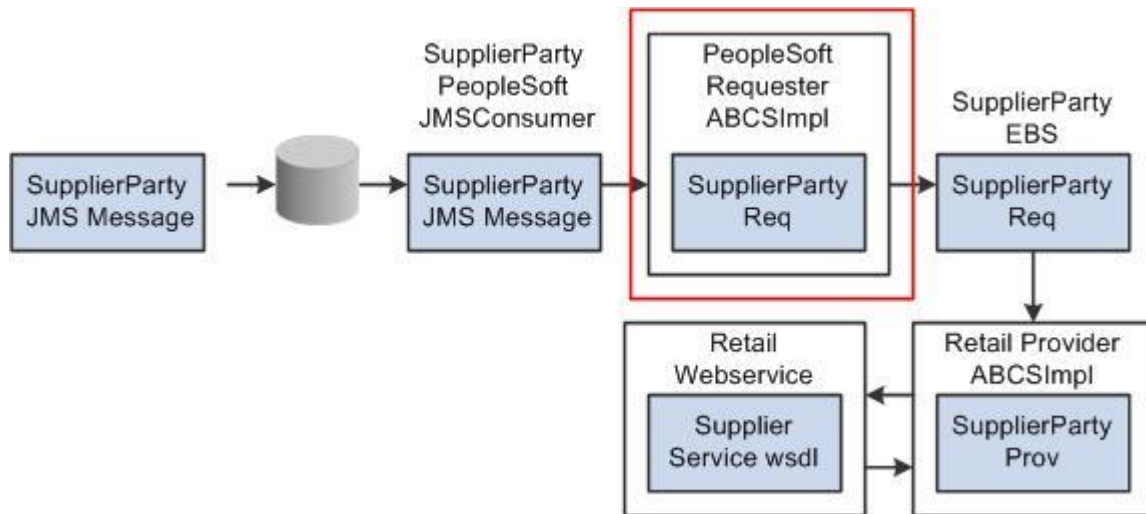 SupplierParty
JMS Message
SupplierParty
PeopleSoft
JMSConsumer
SupplierParty
JMS Message
PeopleSoft
Requester
ABCSImpl
SupplierParty
Req
SupplierParty
EBS
SupplierParty
Req
Retail
Webservice
Supplier
Service wsdl
Retail Provider
ABCSImpl
SupplierParty
Prov